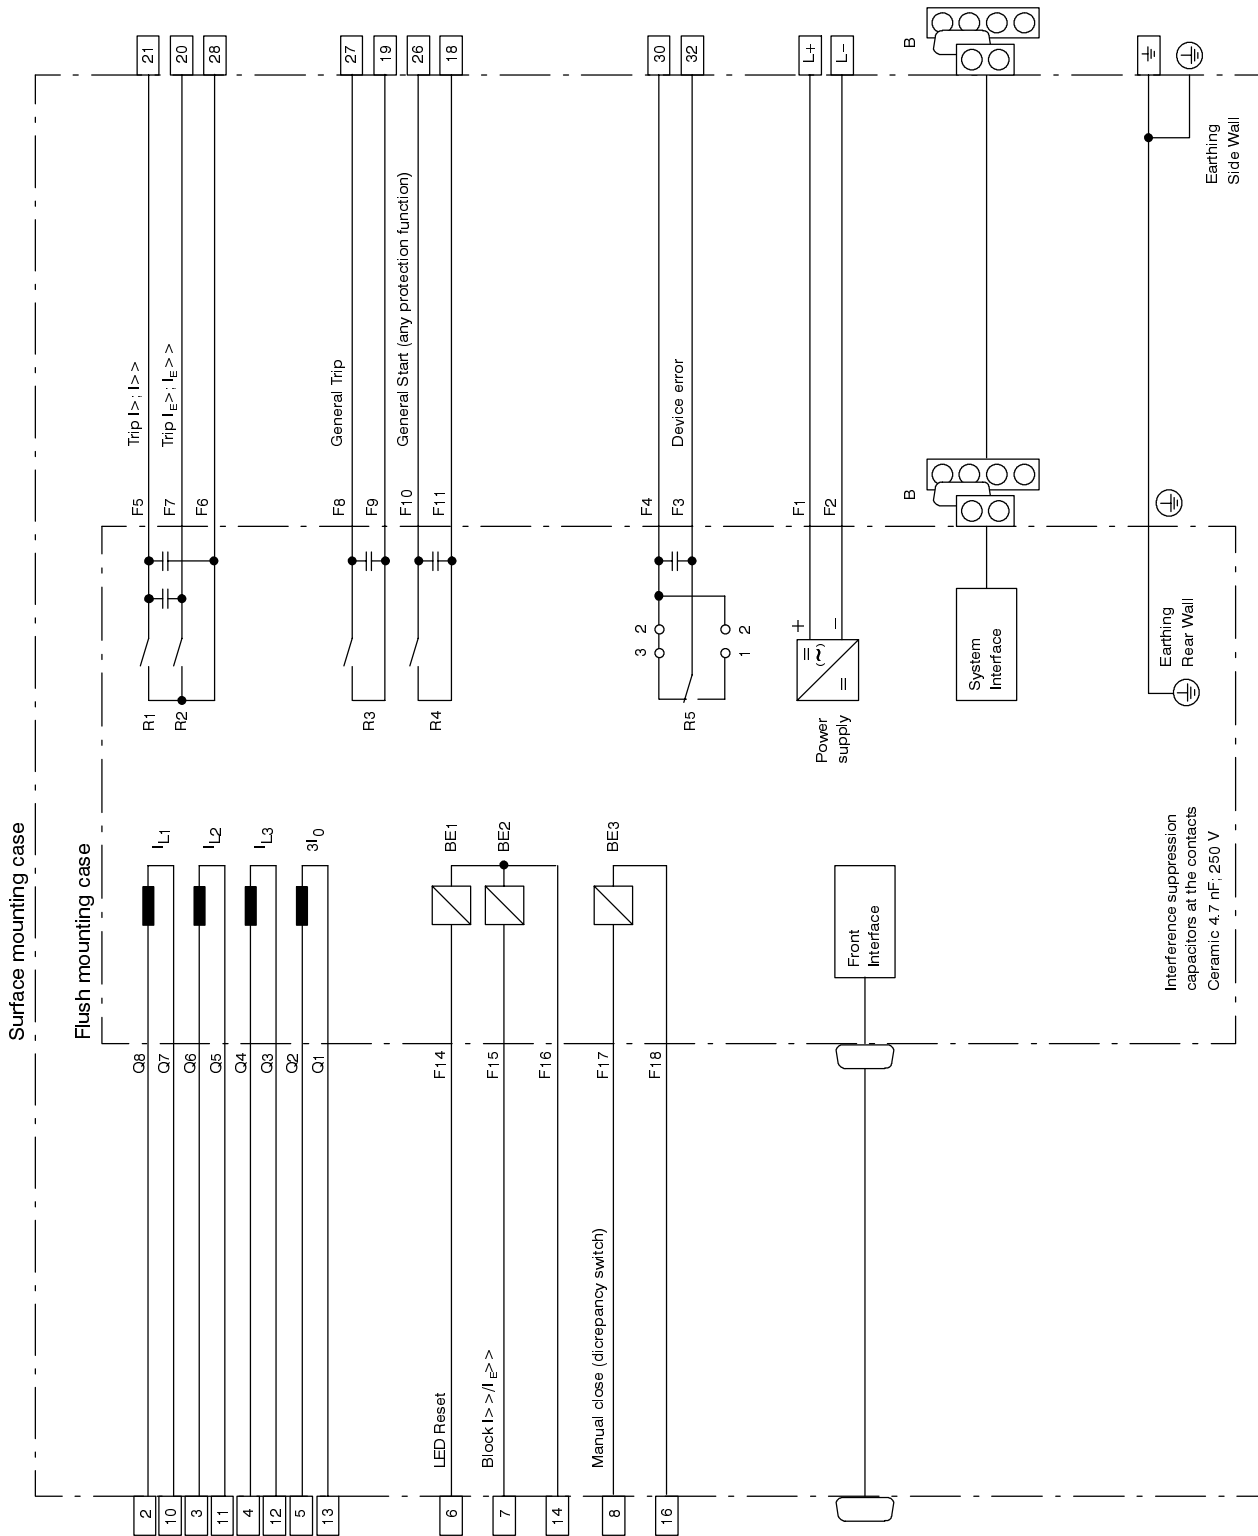 Surface mounting case
Flush mounting case
2
Q8
IL1
10
Q7
3
Q6
IL2
11
Q5
4
Q4
IL3
12
Q3
5
Q2
3I0
13
Q1
6
LED Reset
F14
BE1
7
Block I>>/IE>>
F15
BE2
14
F16
8
Manual close (dicrepancy switch)
F17
BE3
16
F18
Front
Interface
R1
F5
Trip I>; I>>
21
R2
F7
Trip IE>; IE>>
20
F6
28
R3
F8
General Trip
27
F9
19
R4
F10
General Start (any protection function)
26
F11
18
R5
3 2
1 2
F4
30
F3
Device error
32
Power
supply
+
–
=
(~)
=
F1
L+
F2
L–
System
Interface
B
B
Earthing
Rear Wall
Earthing
Side Wall
Interference suppression
capacitors at the contacts
Ceramic 4.7 nF; 250 V